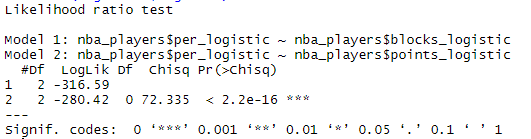 Likelihood ratio test
Model 1: nba_players$per_logistic ~ nba_players$blocks_logistic
Model 2: nba_players$per_logistic ~ nba_players$points_logistic
  #Df  LogLik Df  Chisq Pr(>Chisq)
1   2 -316.59
2   2 -280.42  0 72.335  < 2.2e-16 ***
---
Signif. codes:  0 ‘***’ 0.001 ‘**’ 0.01 ‘*’ 0.05 ‘.’ 0.1 ‘ ’ 1